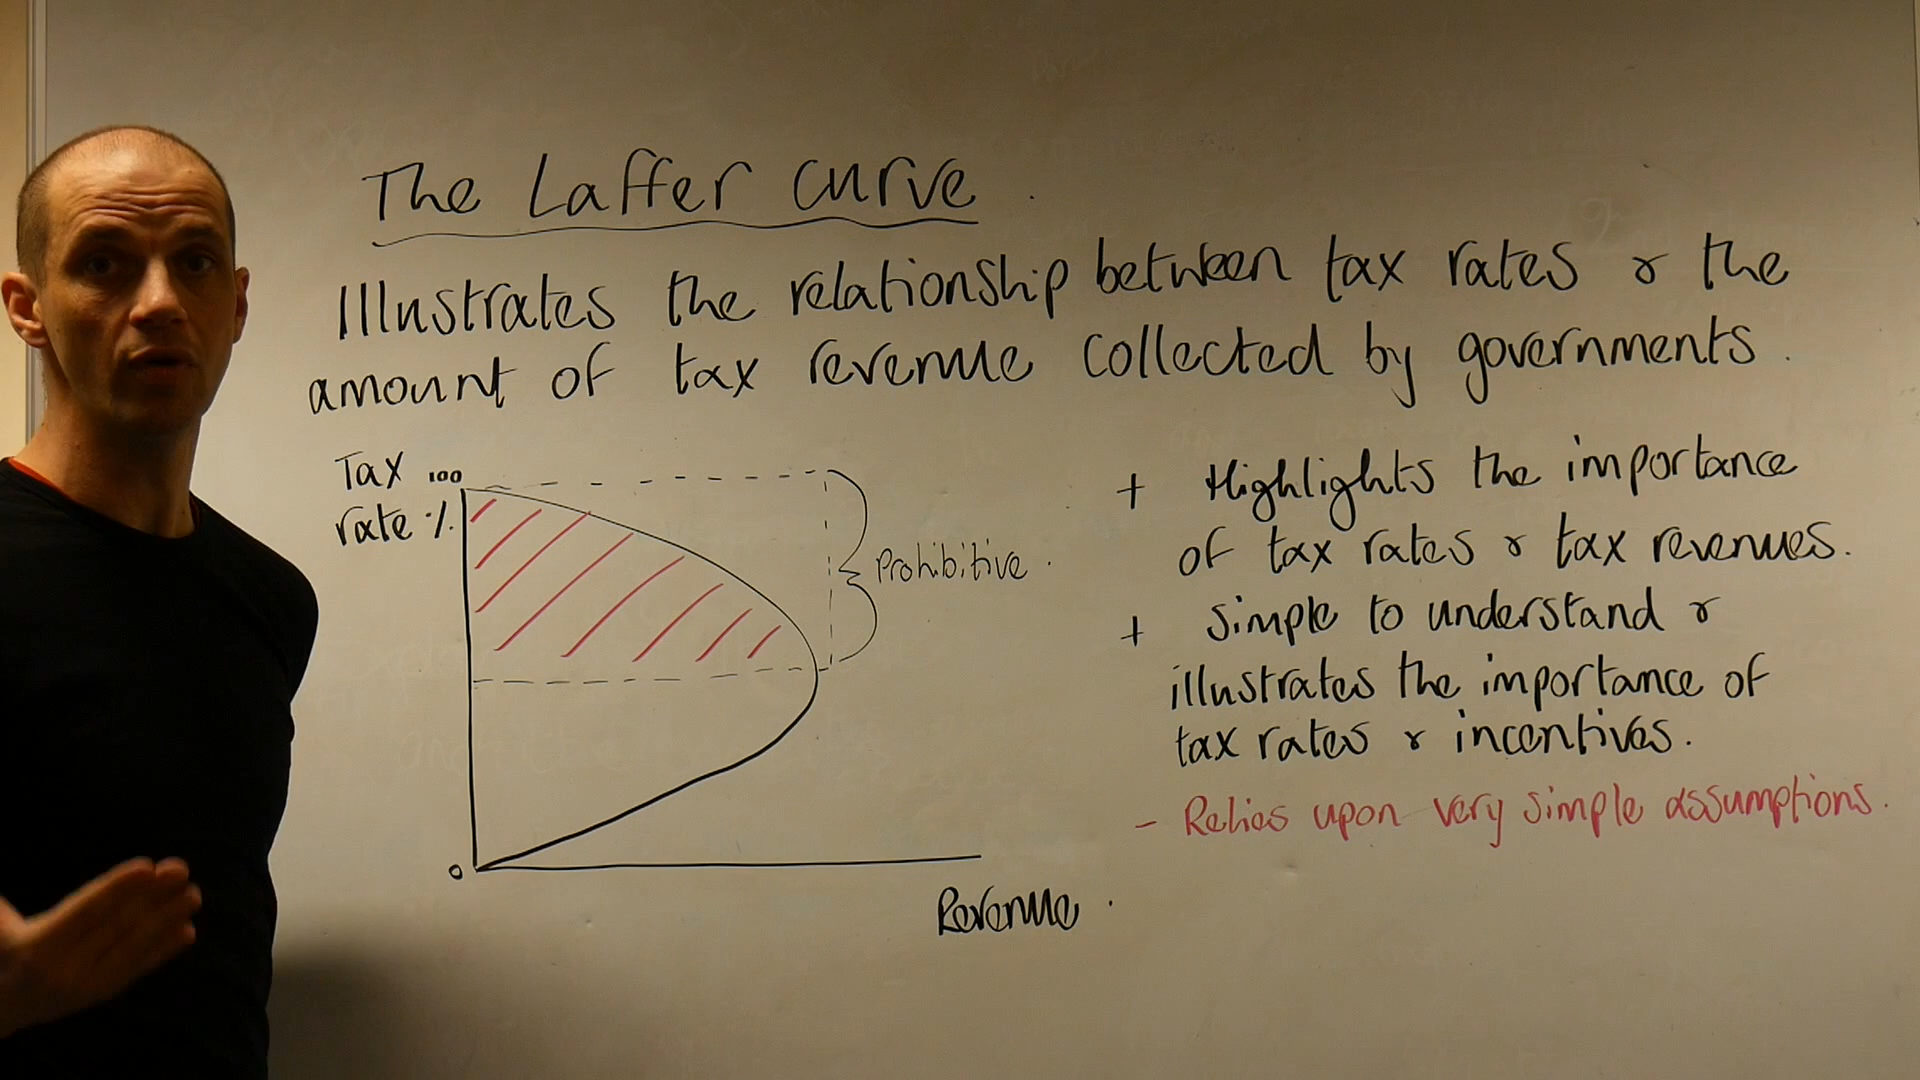 The Laffer curve
Illustrates the relationship between tax rates & the
amount of tax revenue collected by governments.
Tax 100
rate %
Prohibitive.
0
Revenue.
+ Highlights the importance
of tax rates & tax revenues.
+ Simple to understand &
illustrates the importance of
tax rates & incentives.
- Relies upon very simple assumptions.